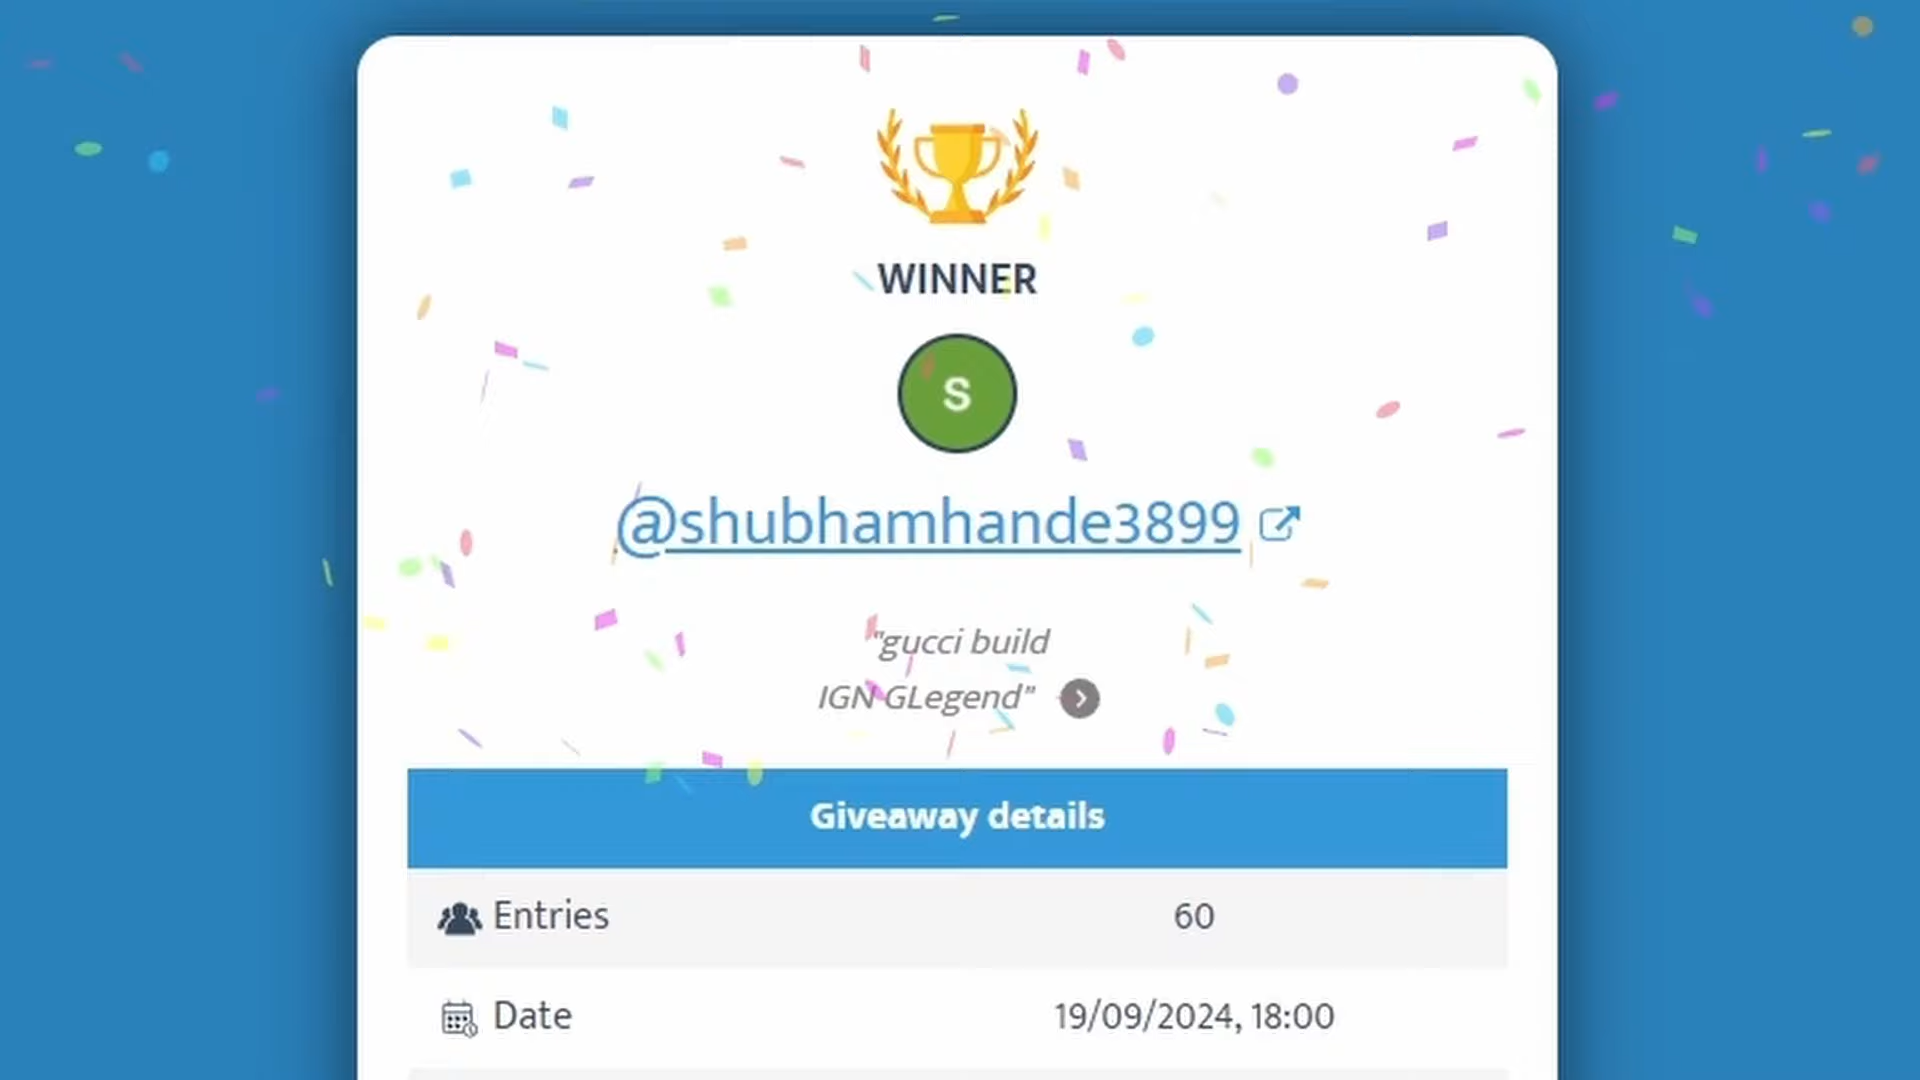 WINNER
S
@shubhamhande3899
"gucci build
IGN GLegend"
Giveaway details
Entries 60
Date 19/09/2024, 18:00